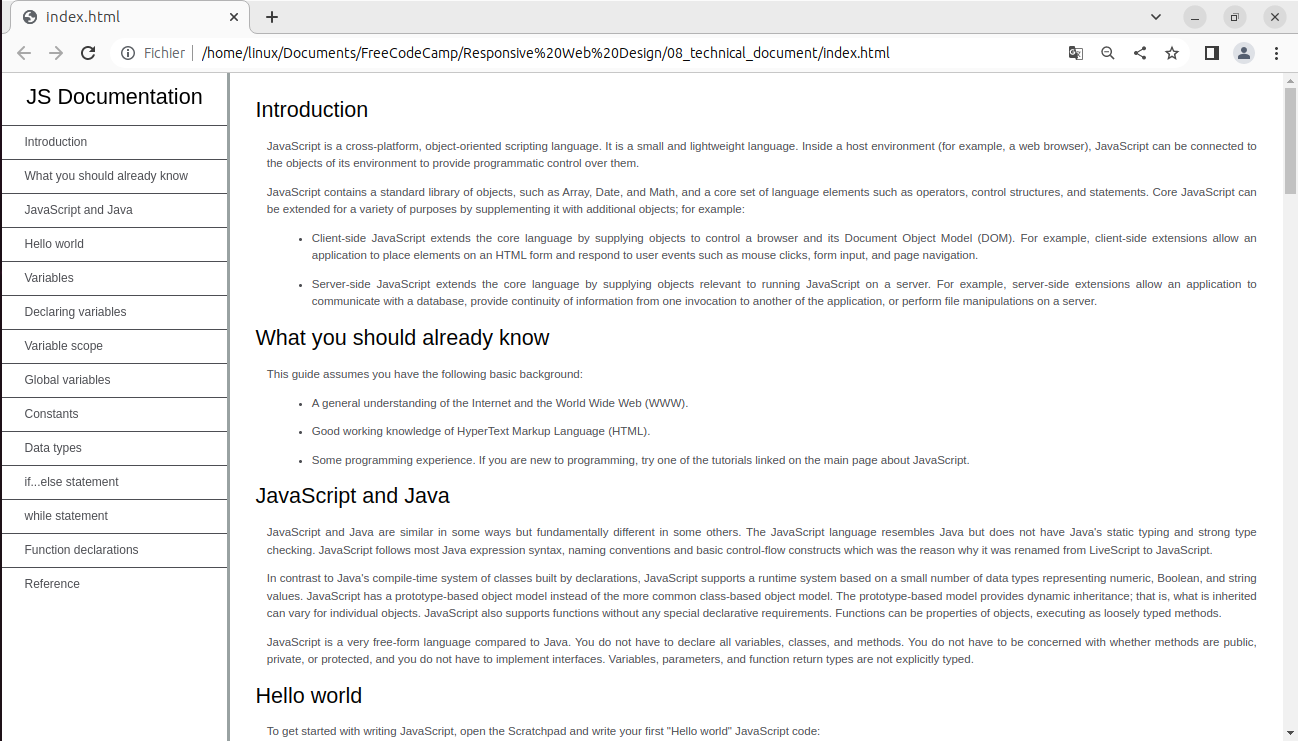 index.html
Fichier
/home/linux/Documents/FreeCodeCamp/Responsive%20Web%20Design/08_technical_document/index.html
JS Documentation
Introduction
What you should already know
JavaScript and Java
Hello world
Variables
Declaring variables
Variable scope
Global variables
Constants
Data types
if...else statement
while statement
Function declarations
Reference
Introduction
JavaScript is a cross-platform, object-oriented scripting language. It is a small and lightweight language. Inside a host environment (for example, a web browser), JavaScript can be connected to
the objects of its environment to provide programmatic control over them.
JavaScript contains a standard library of objects, such as Array, Date, and Math, and a core set of language elements such as operators, control structures, and statements. Core JavaScript can
be extended for a variety of purposes by supplementing it with additional objects; for example:
• Client-side JavaScript extends the core language by supplying objects to control a browser and its Document Object Model (DOM). For example, client-side extensions allow an
application to place elements on an HTML form and respond to user events such as mouse clicks, form input, and page navigation.
• Server-side JavaScript extends the core language by supplying objects relevant to running JavaScript on a server. For example, server-side extensions allow an application to
communicate with a database, provide continuity of information from one invocation to another of the application, or perform file manipulations on a server.
What you should already know
This guide assumes you have the following basic background:
• A general understanding of the Internet and the World Wide Web (WWW).
• Good working knowledge of HyperText Markup Language (HTML).
• Some programming experience. If you are new to programming, try one of the tutorials linked on the main page about JavaScript.
JavaScript and Java
JavaScript and Java are similar in some ways but fundamentally different in some others. The JavaScript language resembles Java but does not have Java's static typing and strong type
checking. JavaScript follows most Java expression syntax, naming conventions and basic control-flow constructs which was the reason why it was renamed from LiveScript to JavaScript.
In contrast to Java's compile-time system of classes built by declarations, JavaScript supports a runtime system based on a small number of data types representing numeric, Boolean, and string
values. JavaScript has a prototype-based object model instead of the more common class-based object model. The prototype-based model provides dynamic inheritance; that is, what is inherited
can vary for individual objects. JavaScript also supports functions without any special declarative requirements. Functions can be properties of objects, executing as loosely typed methods.
JavaScript is a very free-form language compared to Java. You do not have to declare all variables, classes, and methods. You do not have to be concerned with whether methods are public,
private, or protected, and you do not have to implement interfaces. Variables, parameters, and function return types are not explicitly typed.
Hello world
To get started with writing JavaScript, open the Scratchpad and write your first "Hello world" JavaScript code: